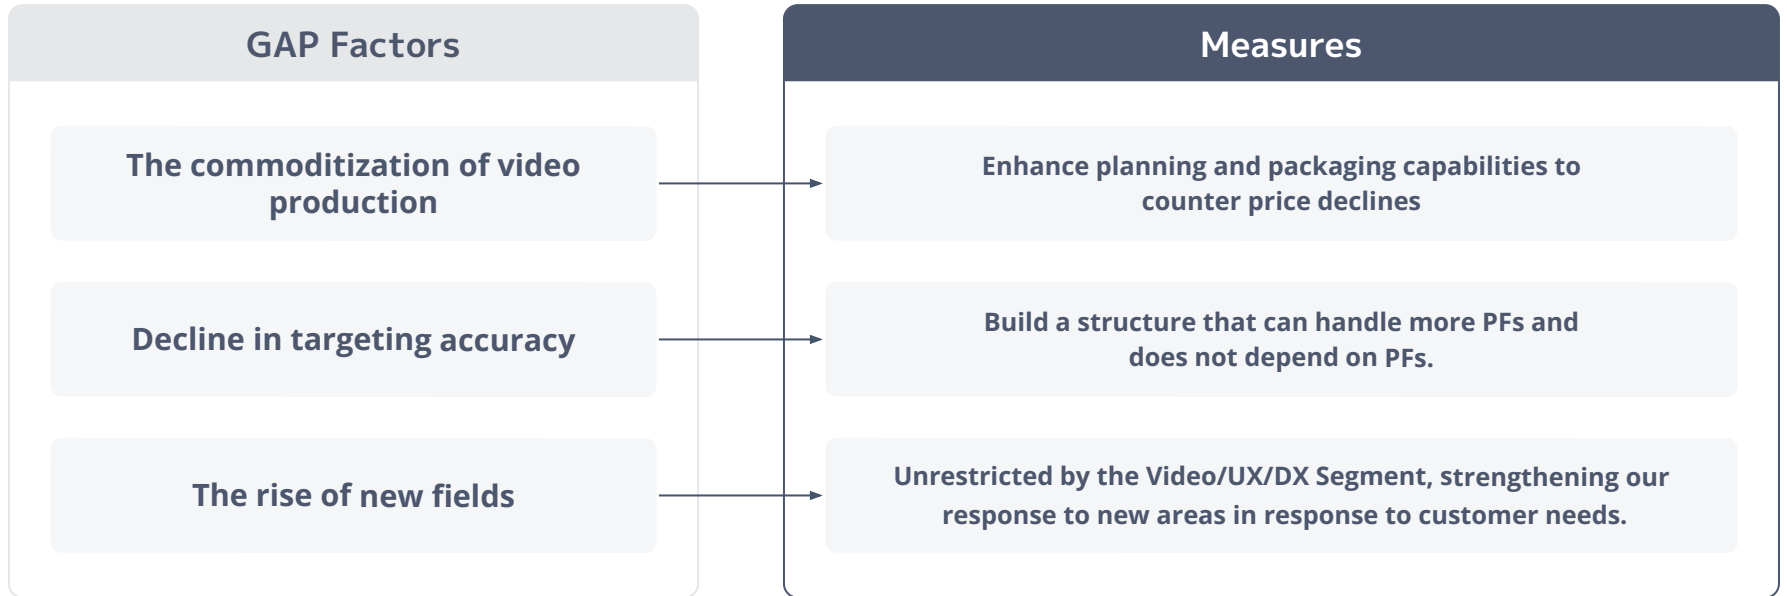 GAP Factors
Measures
The commoditization of video
production
Enhance planning and packaging capabilities to
counter price declines
Decline in targeting accuracy
Build a structure that can handle more PFs and
does not depend on PFs.
The rise of new fields
Unrestricted by the Video/UX/DX Segment, strengthening our
response to new areas in response to customer needs.